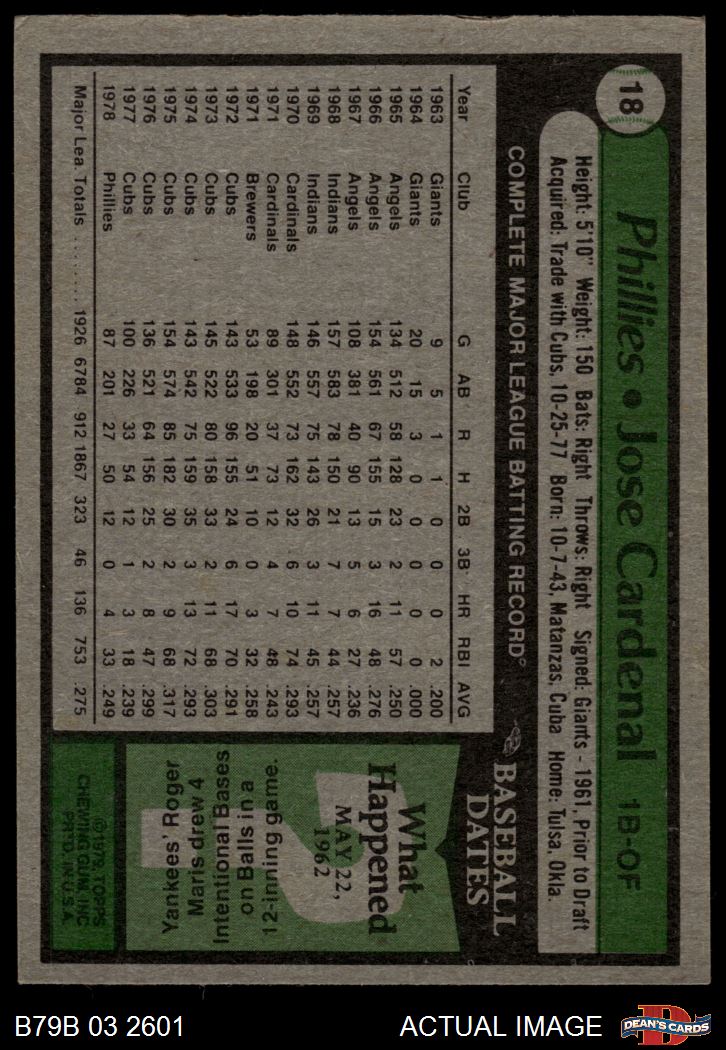 18
Phillies • Jose Cardenal 1B-OF
Height: 5'10" Weight: 150 Bats: Right Throws: Right Signed: Giants - 1961, Prior to Draft
Acquired: Trade with Cubs, 10-25-77 Born: 10-7-43, Matanzas, Cuba Home: Tulsa, Okla.
COMPLETE MAJOR LEAGUE BATTING RECORD
Year Club G AB R H 2B 3B HR RBI AVG
1963 Giants 9 5 1 1 0 0 0 2 .200
1964 Giants 20 15 3 0 0 0 0 0 .000
1965 Angels 134 512 58 128 23 2 11 57 .250
1966 Angels 154 561 67 155 15 3 16 48 .276
1967 Angels 108 381 40 90 13 5 6 27 .236
1968 Indians 157 583 78 150 21 7 7 44 .257
1969 Indians 146 557 75 143 26 3 11 45 .257
1970 Cardinals 148 552 73 162 32 6 10 74 .293
1971 Cardinals 89 301 37 73 12 4 7 48 .243
1971 Brewers 53 198 20 51 10 0 3 32 .258
1972 Cubs 143 533 96 155 24 6 17 70 .291
1973 Cubs 145 522 80 158 33 2 11 68 .303
1974 Cubs 143 542 75 159 35 3 13 72 .293
1975 Cubs 154 574 85 182 30 2 9 68 .317
1976 Cubs 136 521 64 156 25 2 8 47 .299
1977 Cubs 100 226 33 54 12 1 3 18 .239
1978 Phillies 87 201 27 50 12 0 4 33 .249
Major Lea. Totals ........ 1926 6784 912 1867 323 46 136 753 .275
BASEBALL
DATES
What
Happened
MAY 22,
1962
Yankees' Roger
Maris drew 4
Intentional Bases
on Balls in a
12-inning game.
©1979, TOPPS
CHEWING GUM, INC.
PRTD. IN U.S.A.
B79B 03 2601
ACTUAL IMAGE
D
DEAN'S CARDS